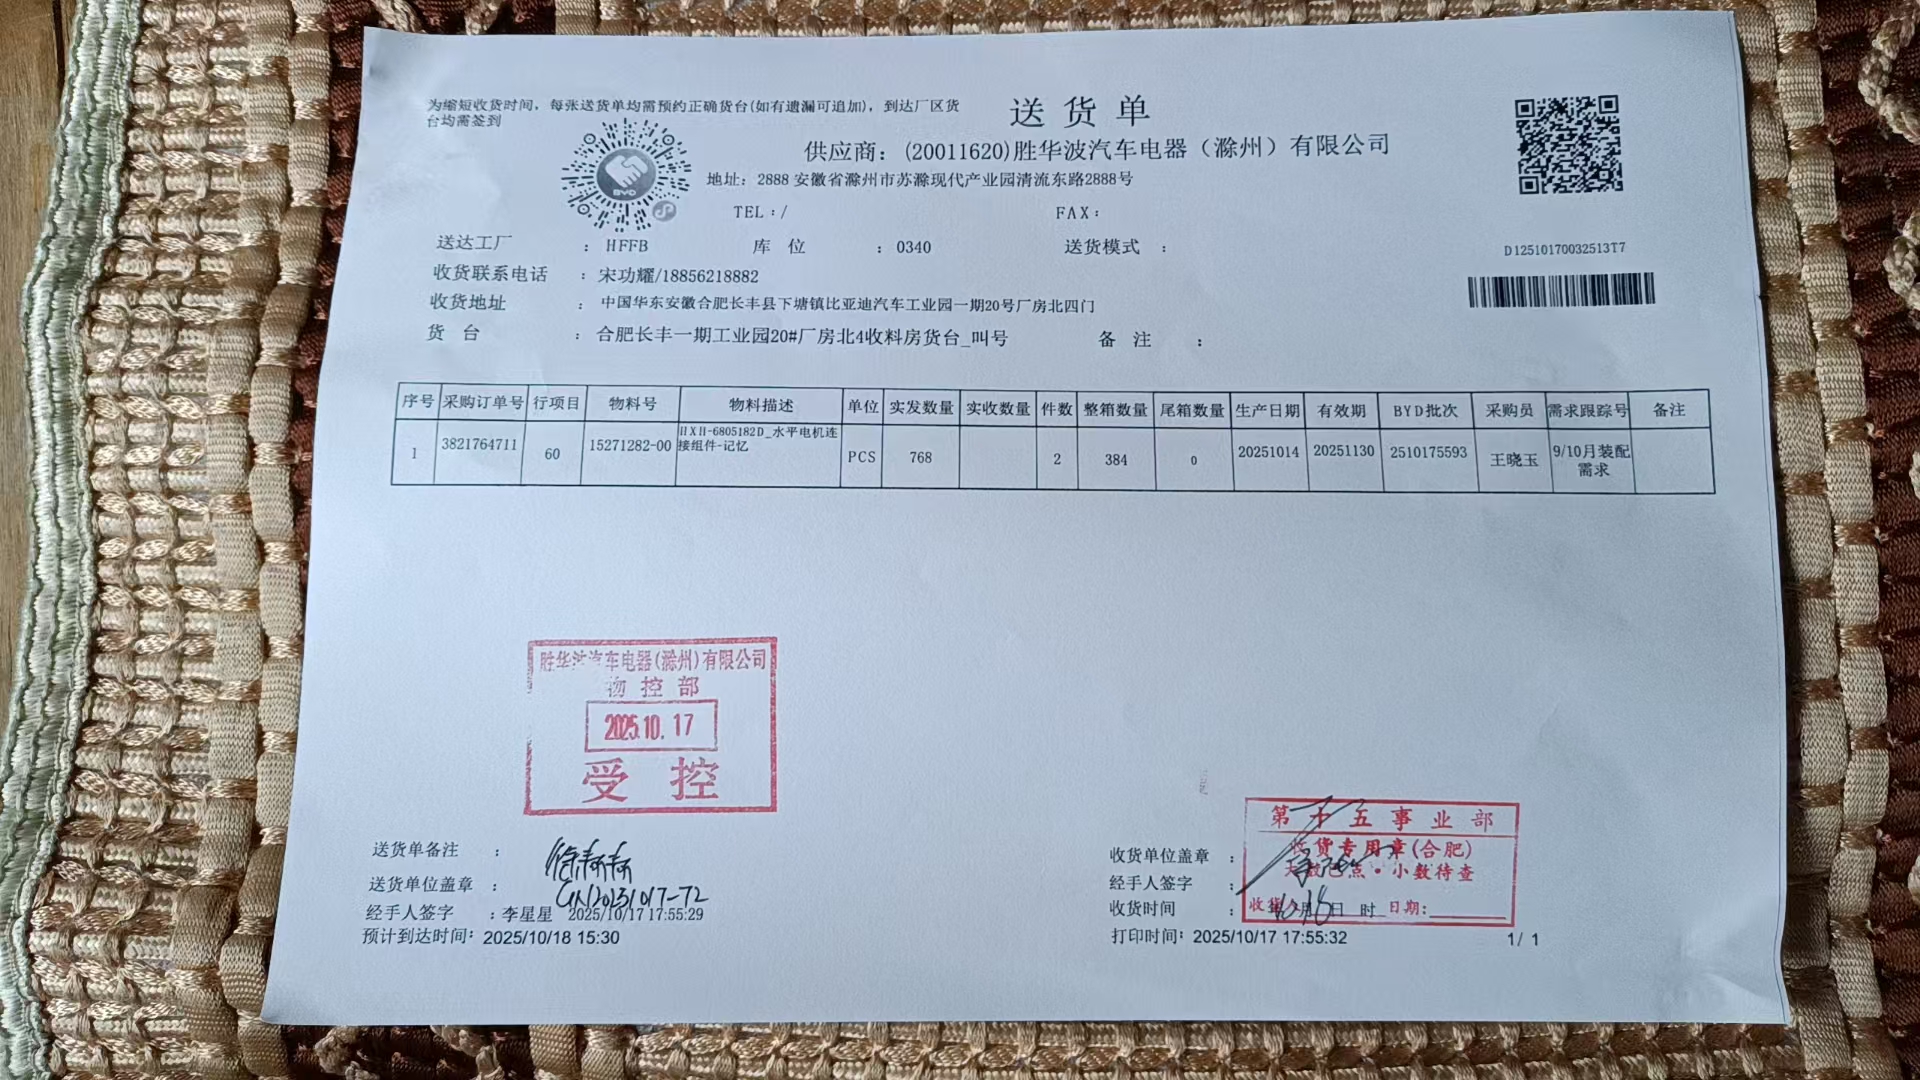 为缩短收货时间，每张送货单均需预约正确货台(如有遗漏可追加)，到达厂区货
台均需签到
送货单
供应商：(20011620)胜华波汽车电器（滁州）有限公司
BYD
地址：2888 安徽省滁州市苏滁现代产业园清流东路2888号
TEL：/ FAX：
送达工厂 ：HFFB 库位 ：0340 送货模式 ：
D12510170032513T7
收货联系电话 ：宋功耀/18856218882
收货地址 ：中国华东安徽合肥长丰县下塘镇比亚迪汽车工业园一期20号厂房北四门
货台 ：合肥长丰一期工业园20#厂房北4收料房货台_叫号 备注 ：
序号 采购订单号 行项目 物料号 物料描述 单位 实发数量 实收数量 件数 整箱数量 尾箱数量 生产日期 有效期 BYD批次 采购员 需求跟踪号 备注
1 3821764711 60 15271282-00 HXH-6805182D_水平电机连接组件-记忆 PCS 768 2 384 0 20251014 20251130 2510175593 王晓玉 9/10月装配需求
胜华波汽车电器(滁州)有限公司
物控部
2025.10.17
受控
第十五事业部
收货专用章(合肥)
大数已点·小数待查
日期:
送货单备注 ：
送货单位盖章 ：
经手人签字 ：李星星 2025/10/17 17:55:29
预计到达时间：2025/10/18 15:30
收货单位盖章 ：
经手人签字 ：
收货时间 ： 月 日 时
打印时间：2025/10/17 17:55:32
1/ 1